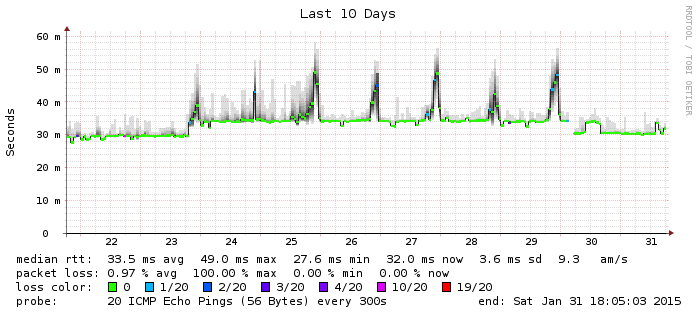 Last 10 Days
RRDTOOL / TOBI OETIKER
60 m
50 m
40 m
30 m
20 m
10 m
0
Seconds
22 23 24 25 26 27 28 29 30 31
median rtt: 33.5 ms avg 49.0 ms max 27.6 ms min 32.0 ms now 3.6 ms sd 9.3 am/s
packet loss: 0.97 % avg 100.00 % max 0.00 % min 0.00 % now
loss color: 0 1/20 2/20 3/20 4/20 10/20 19/20
probe: 20 ICMP Echo Pings (56 Bytes) every 300s end: Sat Jan 31 18:05:03 2015